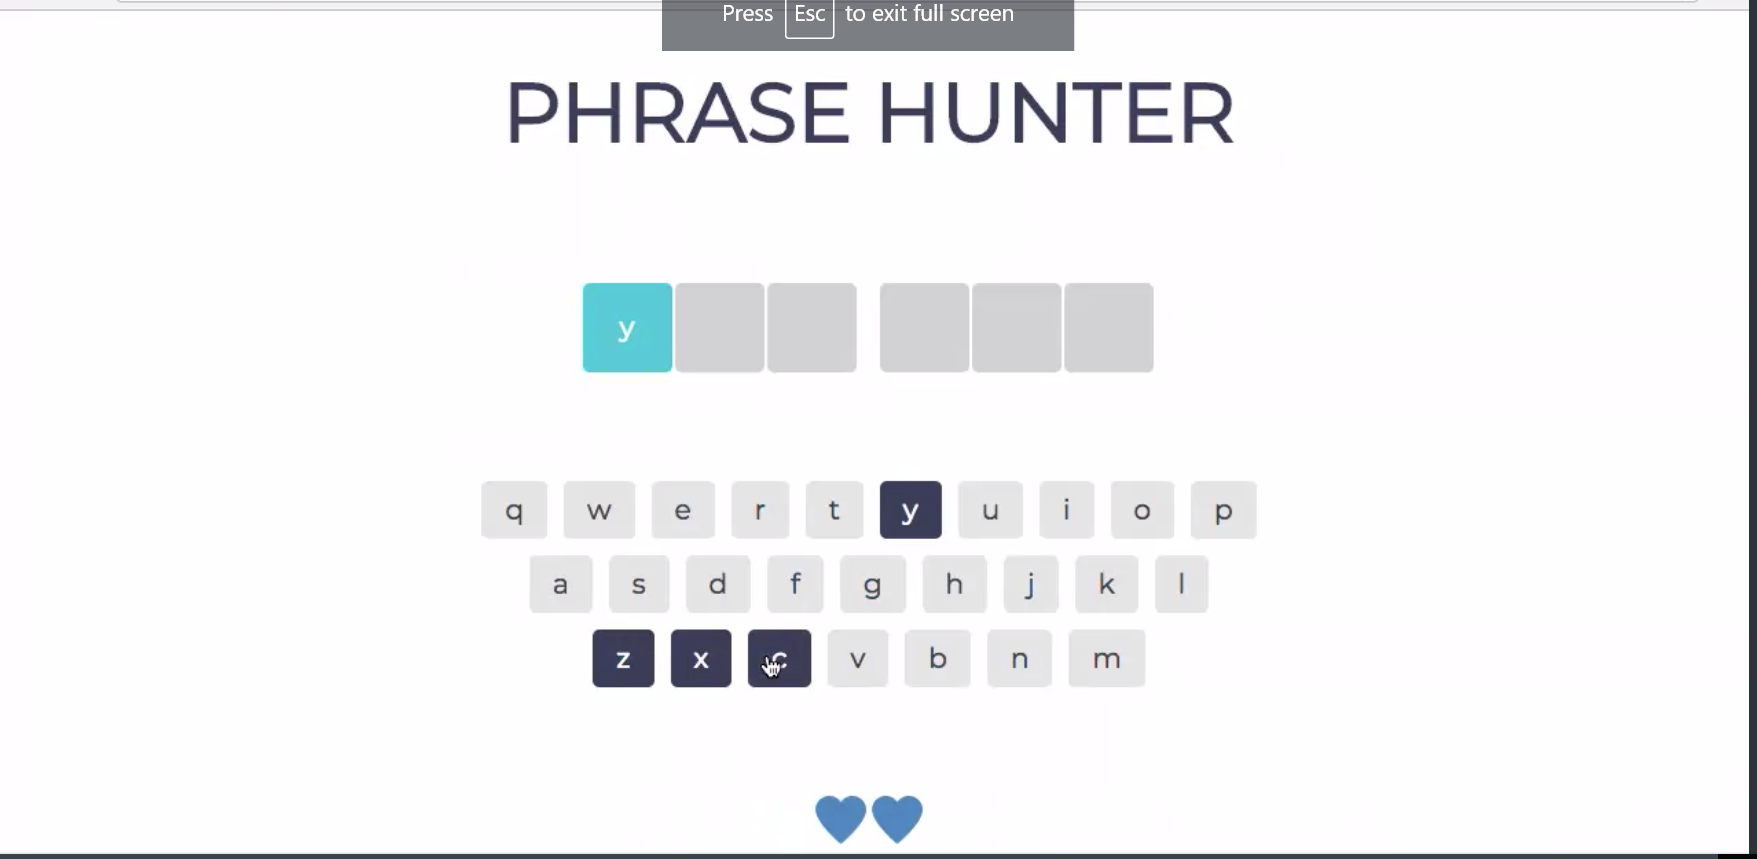 Press Esc to exit full screen
PHRASE HUNTER
y
q w e r t y u i o p
a s d f g h j k l
z x c v b n m